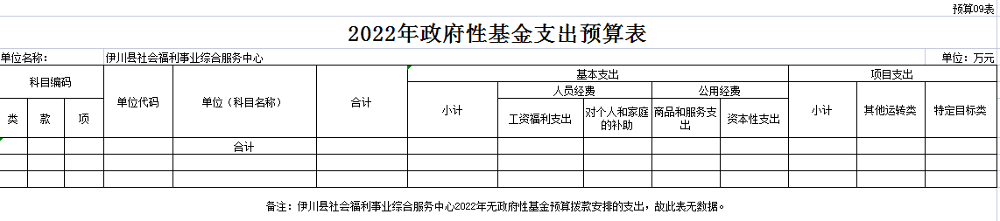 预算09表
2022年政府性基金支出预算表
单位名称： 伊川县社会福利事业综合服务中心 单位：万元
科目编码 单位代码 单位（科目名称） 合计 基本支出 项目支出
小计 人员经费 公用经费 小计 其他运转类 特定目标类
类 款 项 工资福利支出 对个人和家庭的补助 商品和服务支出 资本性支出
合计
备注：伊川县社会福利事业综合服务中心2022年无政府性基金预算拨款安排的支出，故此表无数据。